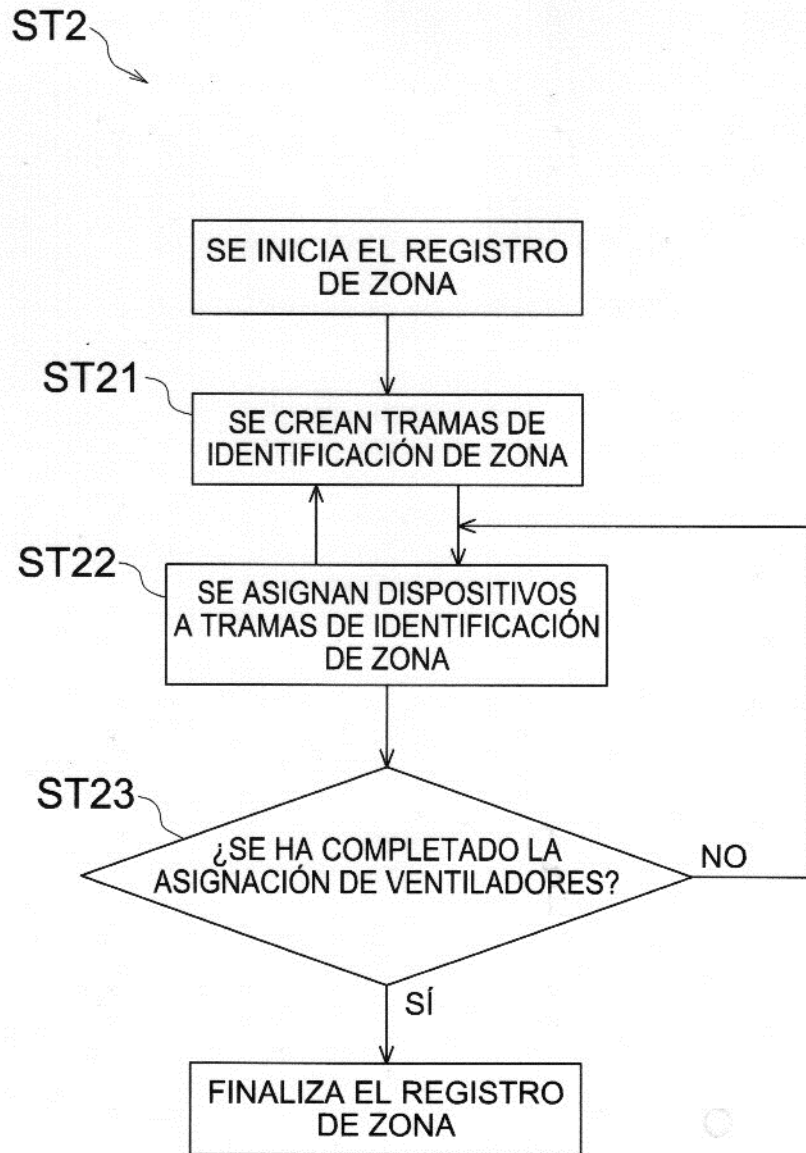 ST2
SE INICIA EL REGISTRO
DE ZONA
ST21
SE CREAN TRAMAS DE
IDENTIFICACIÓN DE ZONA
ST22
SE ASIGNAN DISPOSITIVOS
A TRAMAS DE IDENTIFICACIÓN
DE ZONA
ST23
¿SE HA COMPLETADO LA
ASIGNACIÓN DE VENTILADORES?
NO
SÍ
FINALIZA EL REGISTRO
DE ZONA